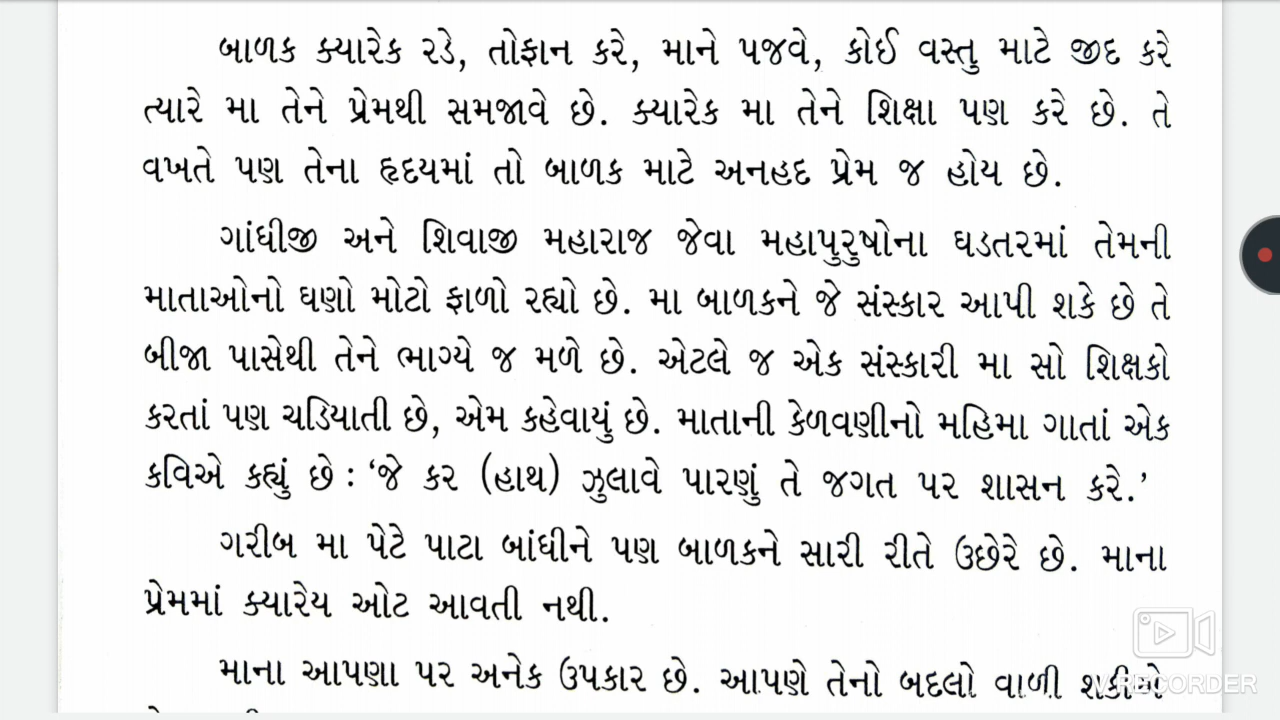 બાળક ક્યારેક રડે, તોફાન કરે, માને પજવે, કોઈ વસ્તુ માટે જીદ કરે
ત્યારે મા તેને પ્રેમથી સમજાવે છે. ક્યારેક મા તેને શિક્ષા પણ કરે છે. તે
વખતે પણ તેના હૃદયમાં તો બાળક માટે અનહદ પ્રેમ જ હોય છે.
ગાંધીજી અને શિવાજી મહારાજ જેવા મહાપુરુષોના ઘડતરમાં તેમની
માતાઓનો ઘણો મોટો ફાળો રહ્યો છે. મા બાળકને જે સંસ્કાર આપી શકે છે તે
બીજા પાસેથી તેને ભાગ્યે જ મળે છે. એટલે જ એક સંસ્કારી મા સો શિક્ષકો
કરતાં પણ ચડિયાતી છે, એમ કહેવાયું છે. માતાની કેળવણીનો મહિમા ગાતાં એક
કવિએ કહ્યું છે : ‘જે કર (હાથ) ઝુલાવે પારણું તે જગત પર શાસન કરે.’
ગરીબ મા પેટે પાટા બાંધીને પણ બાળકને સારી રીતે ઉછેરે છે. માના
પ્રેમમાં ક્યારેય ઓટ આવતી નથી.
માના આપણા પર અનેક ઉપકાર છે. આપણે તેનો બદલો વાળી શકીએ
V.RECORDER